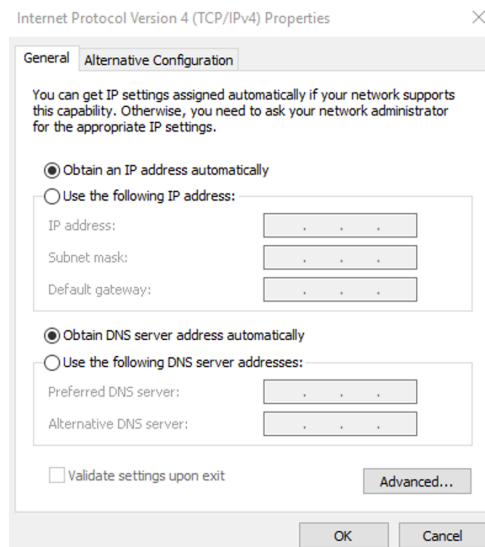 Internet Protocol Version 4 (TCP/IPv4) Properties
General
Alternative Configuration
You can get IP settings assigned automatically if your network supports
this capability. Otherwise, you need to ask your network administrator
for the appropriate IP settings.
Obtain an IP address automatically
Use the following IP address:
IP address:
Subnet mask:
Default gateway:
Obtain DNS server address automatically
Use the following DNS server addresses:
Preferred DNS server:
Alternative DNS server:
Validate settings upon exit
Advanced...
OK
Cancel